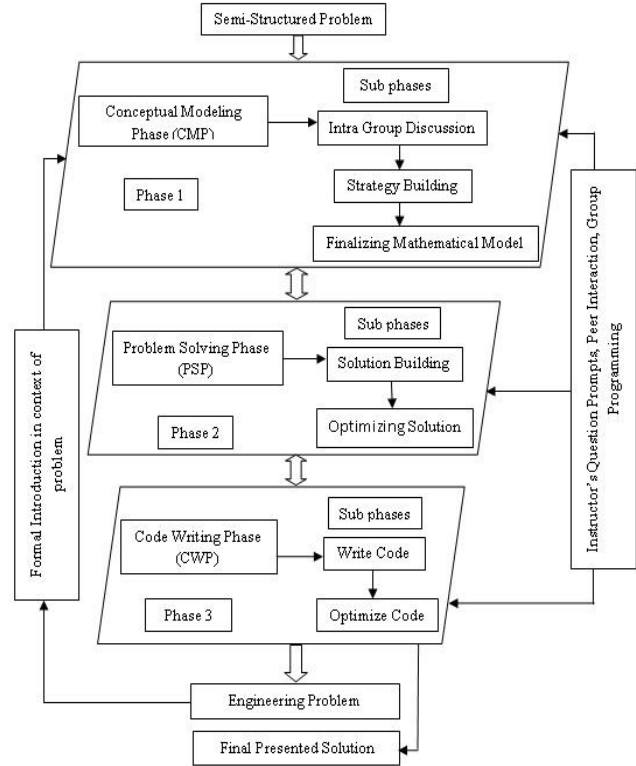 Semi-Structured Problem
Sub phases
Conceptual Modeling
Phase (CMP)
Intra Group Discussion
Phase 1
Strategy Building
Finalizing Mathematical Model
Sub phases
Problem Solving Phase
(PSP)
Solution Building
Phase 2
Optimizing Solution
Sub phases
Code Writing Phase
(CWP)
Write Code
Phase 3
Optimize Code
Engineering Problem
Final Presented Solution
Formal Introduction in context of
problem
Instructor's Question Prompts, Peer Interaction, Group
Programming